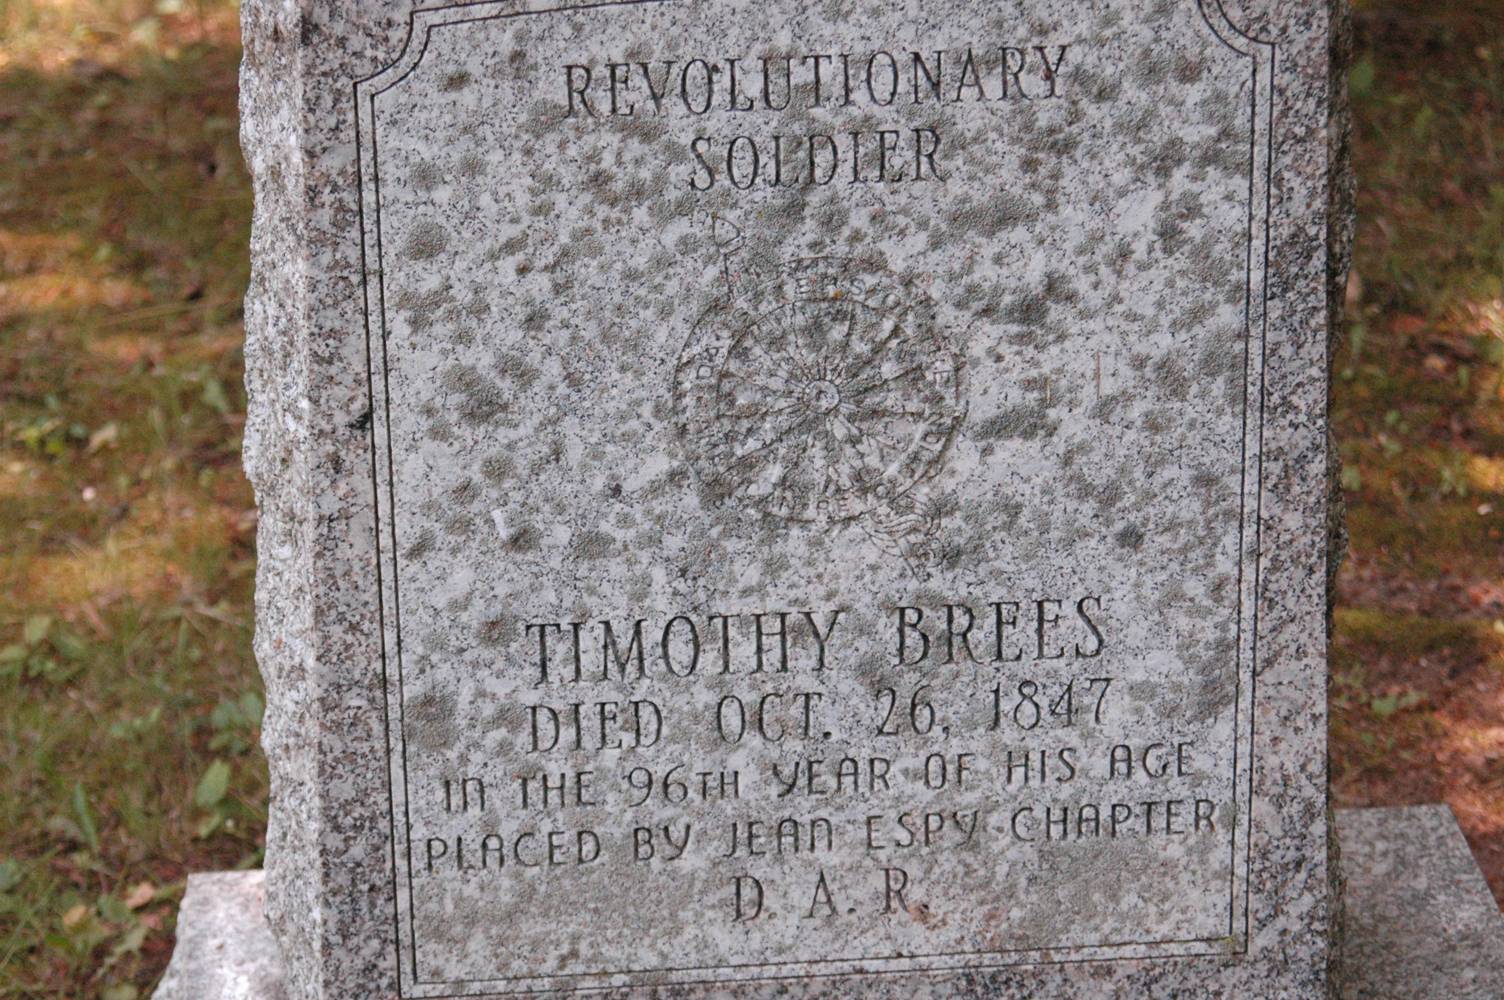 REVOLUTIONARY
SOLDIER
TIMOTHY BREES
DIED OCT. 26, 1847
IN THE 96TH YEAR OF HIS AGE
PLACED BY JEAN ESPY CHAPTER
D. A. R.